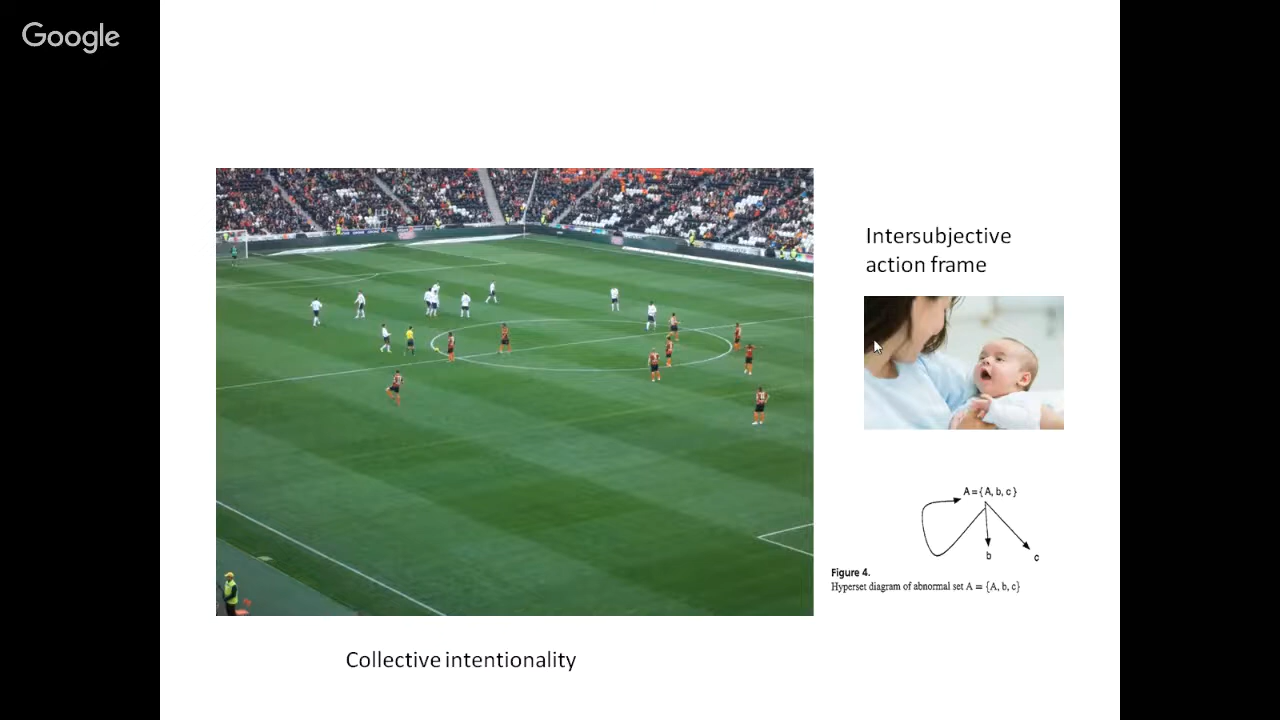 Google
Intersubjective
action frame
A = { A, b, c }
b
c
Figure 4.
Hyperset diagram of abnormal set A = {A, b, c}
Collective intentionality